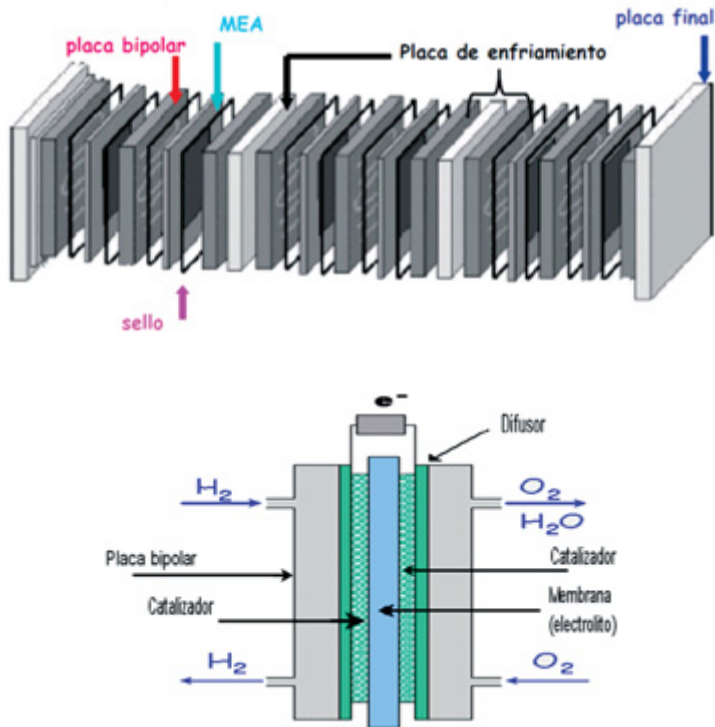 placa bipolar
MEA
Placa de enfriamiento
placa final
sello
e⁻
Difusor
H₂
O₂
H₂O
Placa bipolar
Catalizador
Catalizador
Membrana
(electrolito)
H₂
O₂